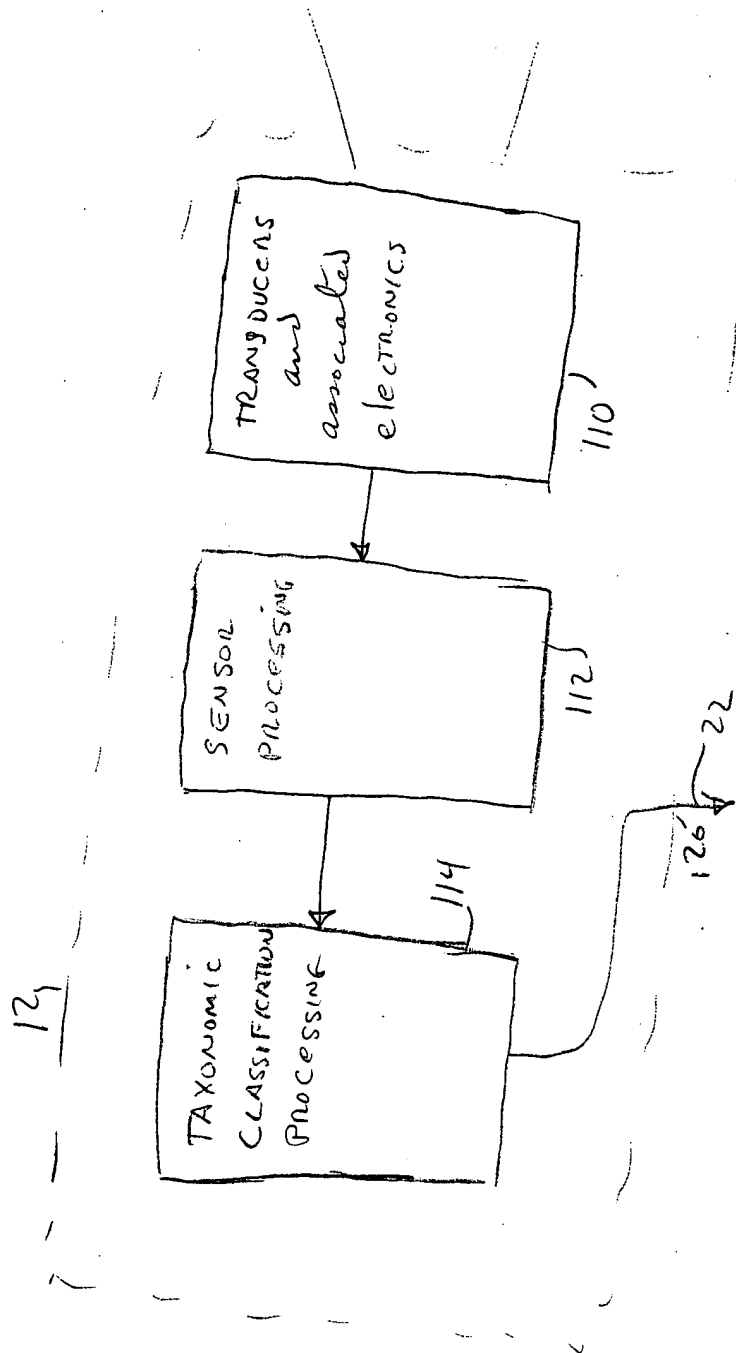 12
TAXONOMIC
CLASSIFICATION
PROCESSING
114
SENSOR
PROCESSING
112
TRANSDUCERS
and
associated
electronics
110
126
22